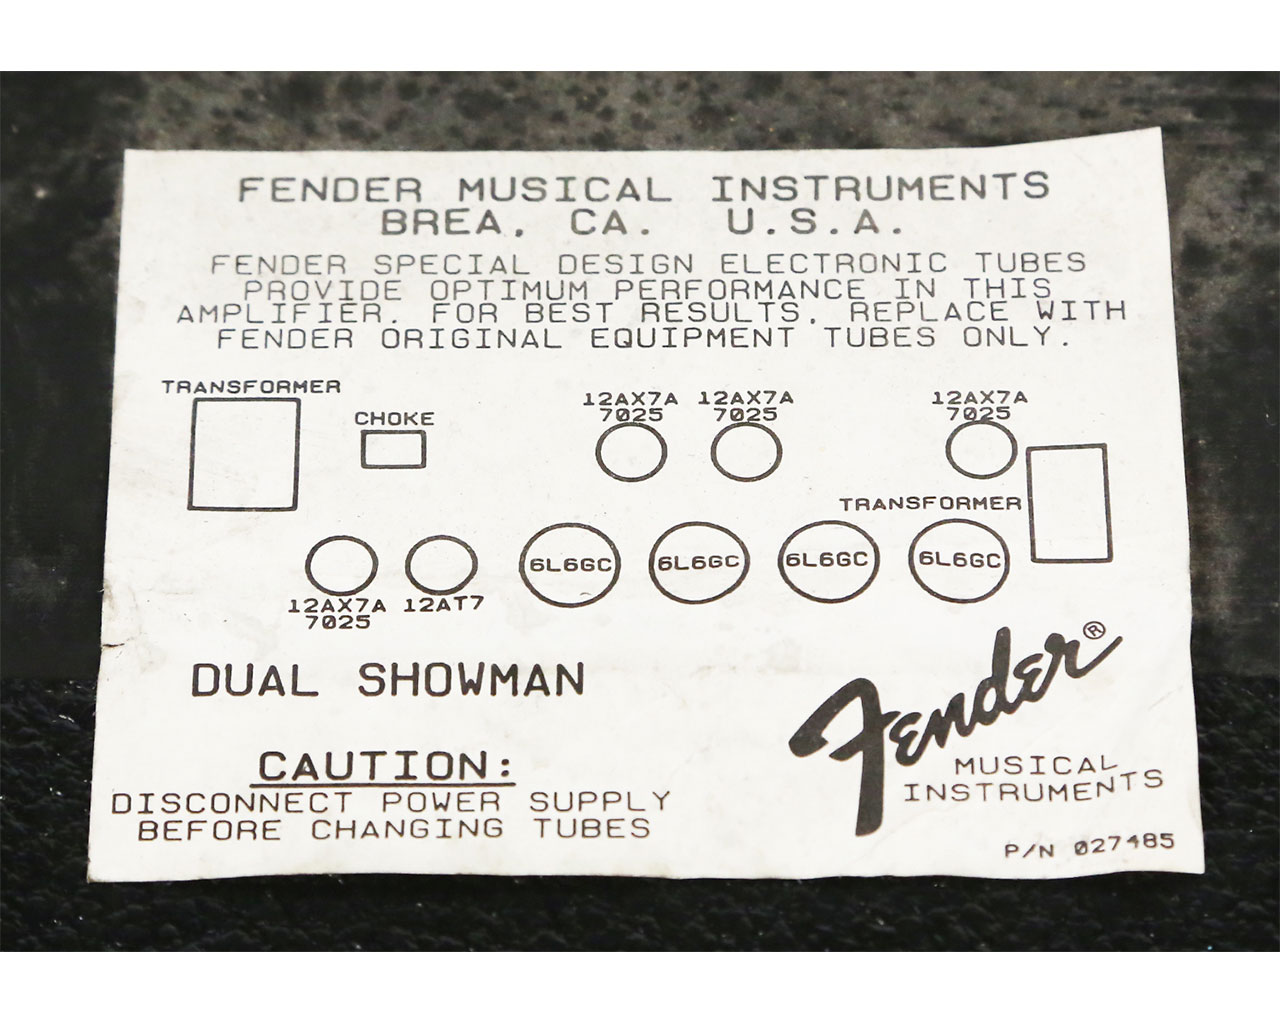 FENDER MUSICAL INSTRUMENTS
BREA, CA. U.S.A.
FENDER SPECIAL DESIGN ELECTRONIC TUBES
PROVIDE OPTIMUM PERFORMANCE IN THIS
AMPLIFIER. FOR BEST RESULTS, REPLACE WITH
FENDER ORIGINAL EQUIPMENT TUBES ONLY.
TRANSFORMER
CHOKE
12AX7A 12AX7A 12AX7A
7025 7025 7025
TRANSFORMER
6L6GC 6L6GC 6L6GC 6L6GC
12AX7A 12AT7
7025
DUAL SHOWMAN
Fender®
MUSICAL
INSTRUMENTS
CAUTION:
DISCONNECT POWER SUPPLY
BEFORE CHANGING TUBES
P/N 027485